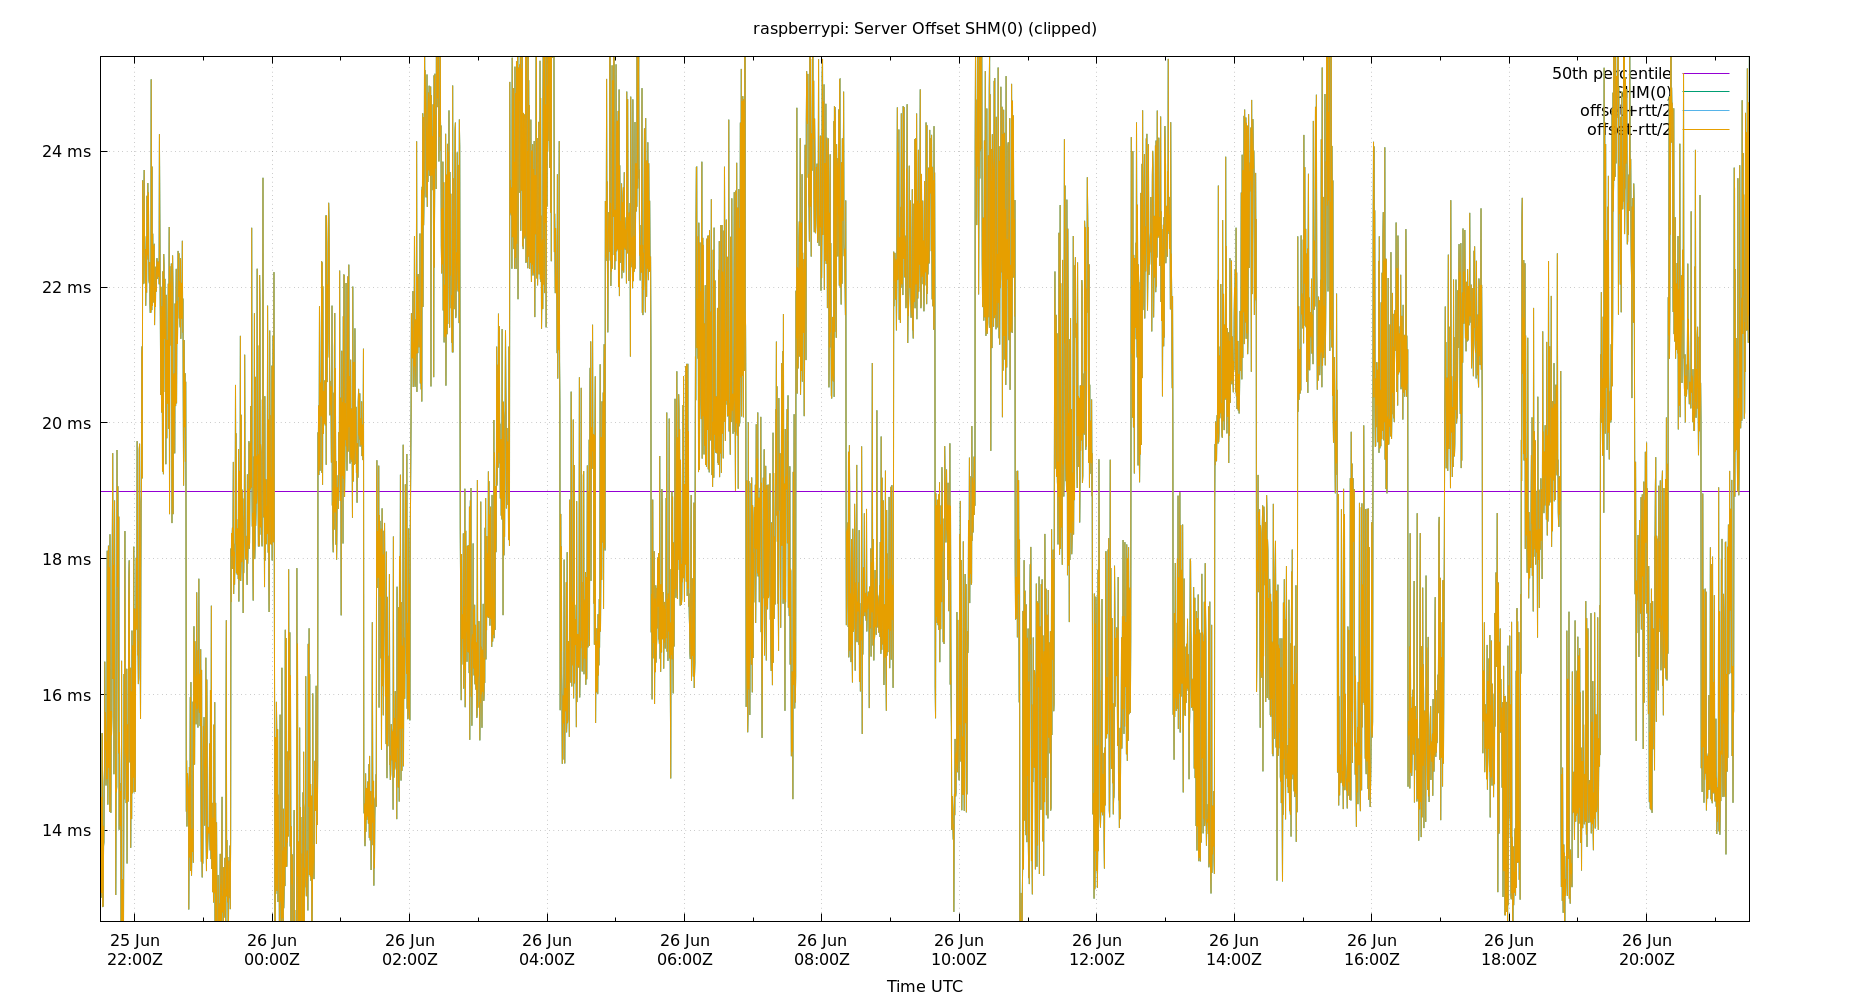 raspberrypi: Server Offset SHM(0) (clipped)
50th percentile
SHM(0)
offset+rtt/2
offset-rtt/2
24 ms
22 ms
20 ms
18 ms
16 ms
14 ms
25 Jun 26 Jun 26 Jun 26 Jun 26 Jun 26 Jun 26 Jun 26 Jun 26 Jun 26 Jun 26 Jun 26 Jun
22:00Z 00:00Z 02:00Z 04:00Z 06:00Z 08:00Z 10:00Z 12:00Z 14:00Z 16:00Z 18:00Z 20:00Z
Time UTC